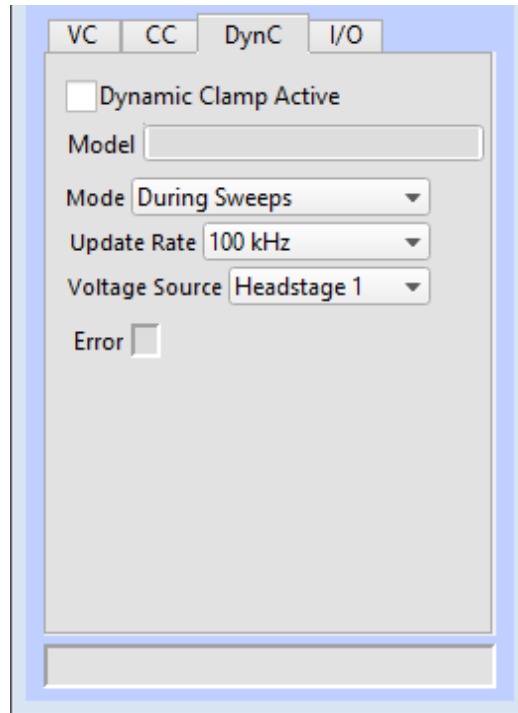 VC CC DynC I/O
Dynamic Clamp Active
Model
Mode During Sweeps
Update Rate 100 kHz
Voltage Source Headstage 1
Error